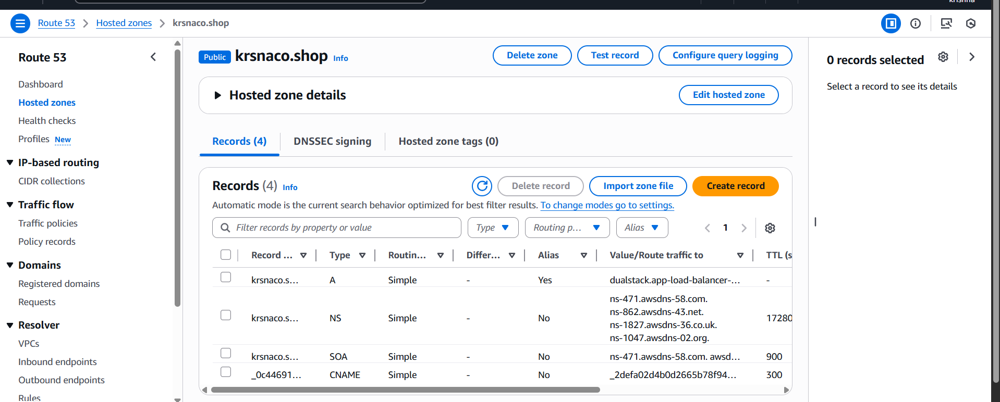 krishna
Route 53
Hosted zones
krsnaco.shop
Route 53
Dashboard
Hosted zones
Health checks
Profiles New
IP-based routing
CIDR collections
Traffic flow
Traffic policies
Policy records
Domains
Registered domains
Requests
Resolver
VPCs
Inbound endpoints
Outbound endpoints
Rules
Public krsnaco.shop Info
Delete zone
Test record
Configure query logging
Hosted zone details
Edit hosted zone
Records (4)
DNSSEC signing
Hosted zone tags (0)
Records (4) Info
Delete record
Import zone file
Create record
Automatic mode is the current search behavior optimized for best filter results. To change modes go to settings.
Filter records by property or value
Type
Routing p...
Alias
1
Record ... Type Routin... Differ... Alias Value/Route traffic to TTL (s
krsnaco.s... A Simple - Yes dualstack.app-load-balancer-... -
krsnaco.s... NS Simple - No ns-471.awsdns-58.com. 17280
ns-862.awsdns-43.net.
ns-1827.awsdns-36.co.uk.
ns-1047.awsdns-02.org.
krsnaco.s... SOA Simple - No ns-471.awsdns-58.com. awsd... 900
_0c44691... CNAME Simple - No _2defa02d4b0d2665b78f94... 300
0 records selected
Select a record to see its details